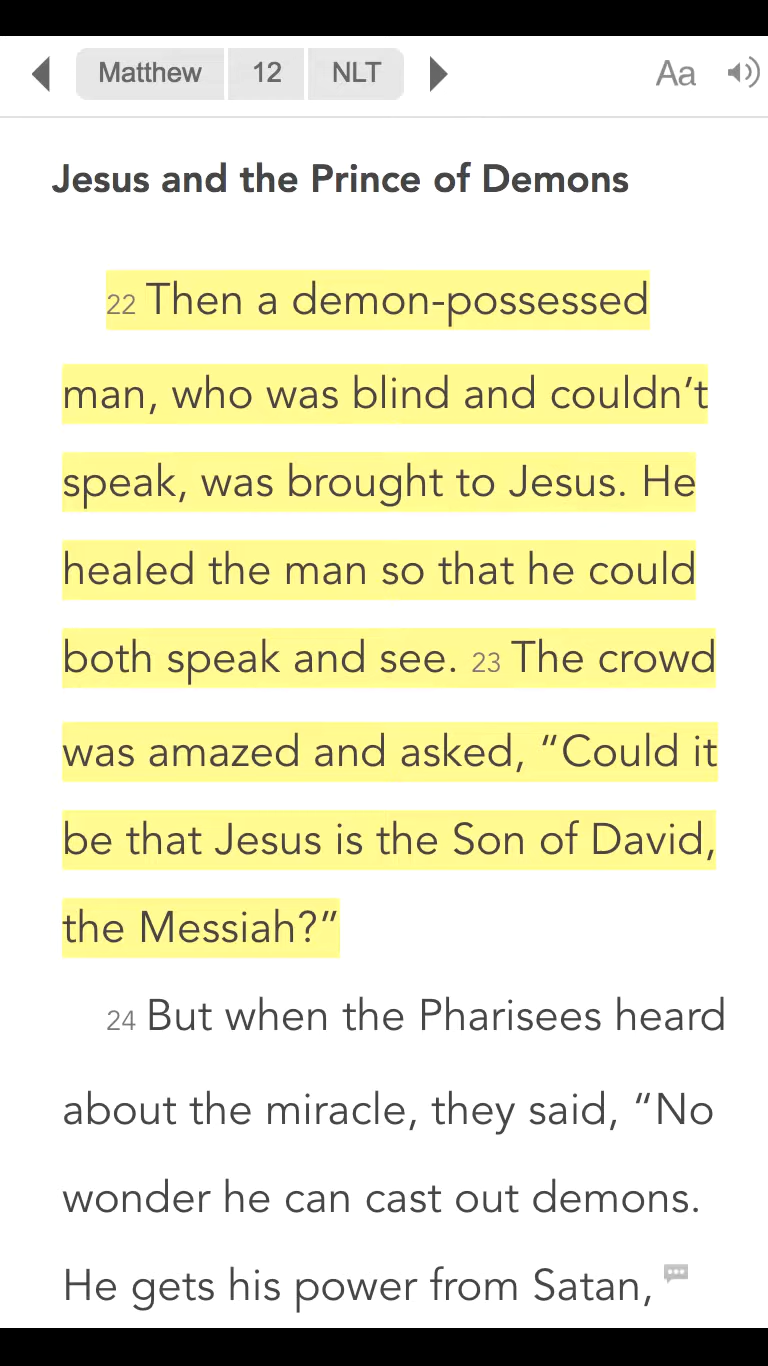 Matthew 12 NLT Aa
Jesus and the Prince of Demons
22 Then a demon-possessed
man, who was blind and couldn’t
speak, was brought to Jesus. He
healed the man so that he could
both speak and see. 23 The crowd
was amazed and asked, “Could it
be that Jesus is the Son of David,
the Messiah?”
24 But when the Pharisees heard
about the miracle, they said, “No
wonder he can cast out demons.
He gets his power from Satan,